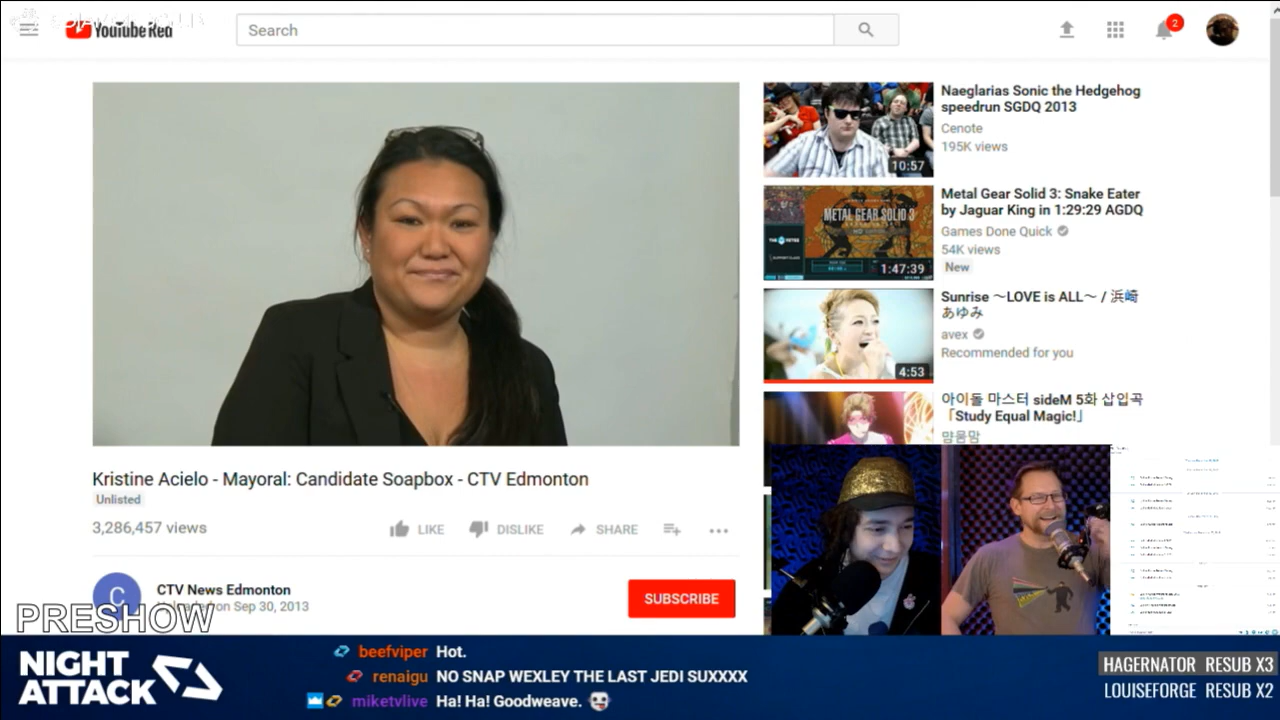 YouTube Red
Search
2
Naeglarias Sonic the Hedgehog
speedrun SGDQ 2013
Cenote
195K views
10:57
Metal Gear Solid 3: Snake Eater
by Jaguar King in 1:29:29 AGDQ
Games Done Quick
54K views
New
METAL GEAR SOLID 3
1:47:39
Sunrise ～LOVE is ALL～ / 浜崎
あゆみ
avex
Recommended for you
4:53
아이돌 마스터 sideM 5화 삽입곡
「Study Equal Magic!」
Kristine Acielo - Mayoral: Candidate Soapbox - CTV Edmonton
Unlisted
3,286,457 views
LIKE
DISLIKE
SHARE
C
CTV News Edmonton
on Sep 30, 2013
SUBSCRIBE
PRESHOW
NIGHT
ATTACK
beefviper Hot.
renaigu NO SNAP WEXLEY THE LAST JEDI SUXXXX
miketvlive Ha! Ha! Goodweave.
HAGERNATOR RESUB X3
LOUISEFORGE RESUB X2